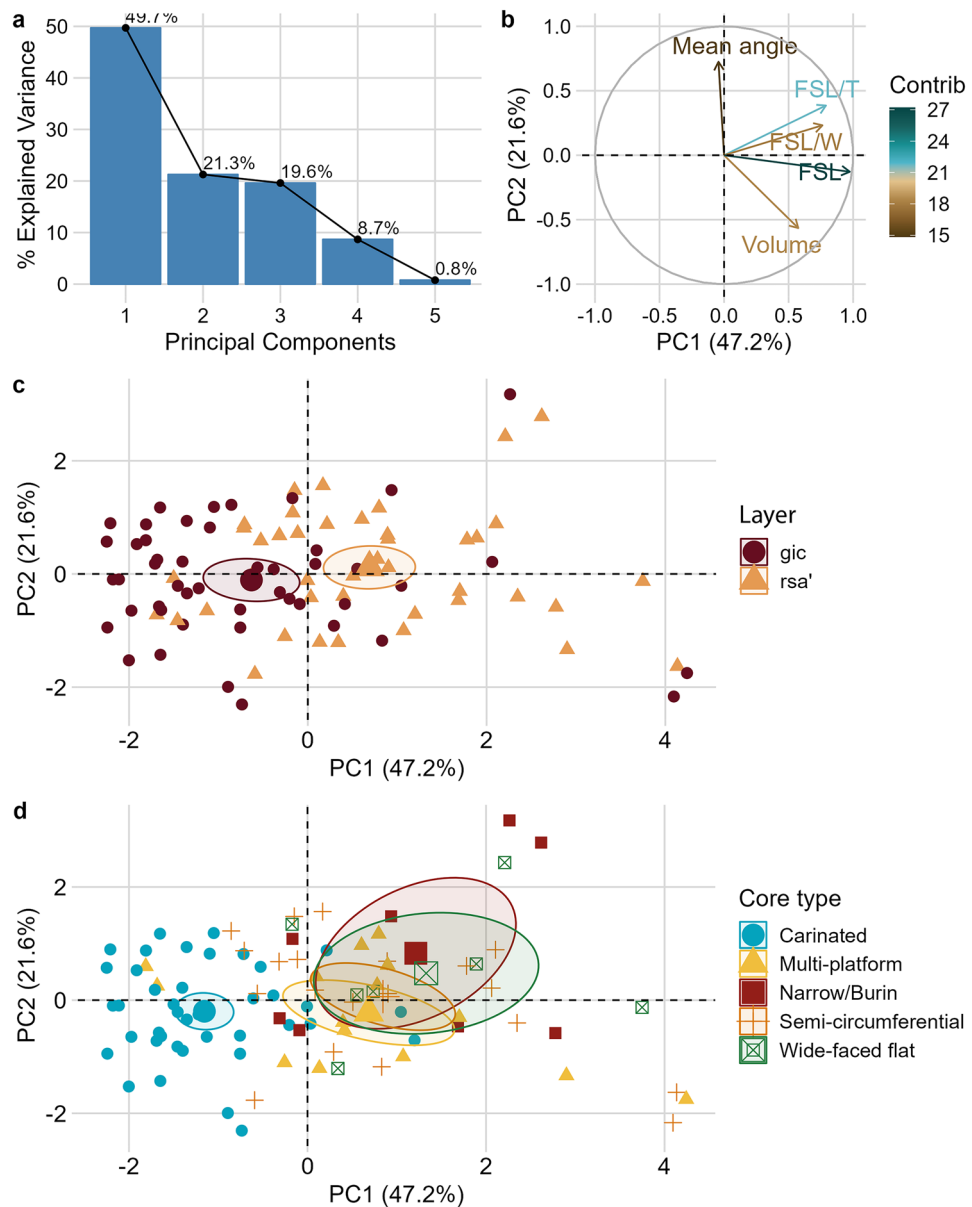 a
49.7%
50
40
30
20
10
0
21.3%
19.6%
8.7%
0.8%
1 2 3 4 5
% Explained Variance
Principal Components
b
1.0
0.5
0.0
-0.5
-1.0
Mean angle
FSL/T
FSL/W
FSL
Volume
-1.0 -0.5 0.0 0.5 1.0
PC2 (21.6%)
PC1 (47.2%)
Contrib
27
24
21
18
15
c
2
0
-2
-2 0 2 4
PC2 (21.6%)
PC1 (47.2%)
Layer
gic
rsa'
d
2
0
-2
-2 0 2 4
PC2 (21.6%)
PC1 (47.2%)
Core type
Carinated
Multi-platform
Narrow/Burin
Semi-circumferential
Wide-faced flat